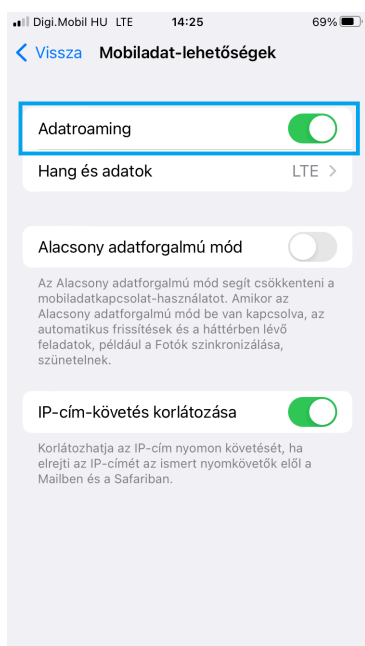 Digi.Mobil HU LTE 14:25 69%
Vissza Mobiladat-lehetőségek
Adatroaming
Hang és adatok LTE
Alacsony adatforgalmú mód
Az Alacsony adatforgalmú mód segít csökkenteni a
mobiladatkapcsolat-használatot. Amikor az
Alacsony adatforgalmú mód be van kapcsolva, az
automatikus frissítések és a háttérben lévő
feladatok, például a Fotók szinkronizálása,
szünetelnek.
IP-cím-követés korlátozása
Korlátozhatja az IP-cím nyomon követését, ha
elrejti az IP-címét az ismert nyomkövetők elől a
Mailben és a Safariban.